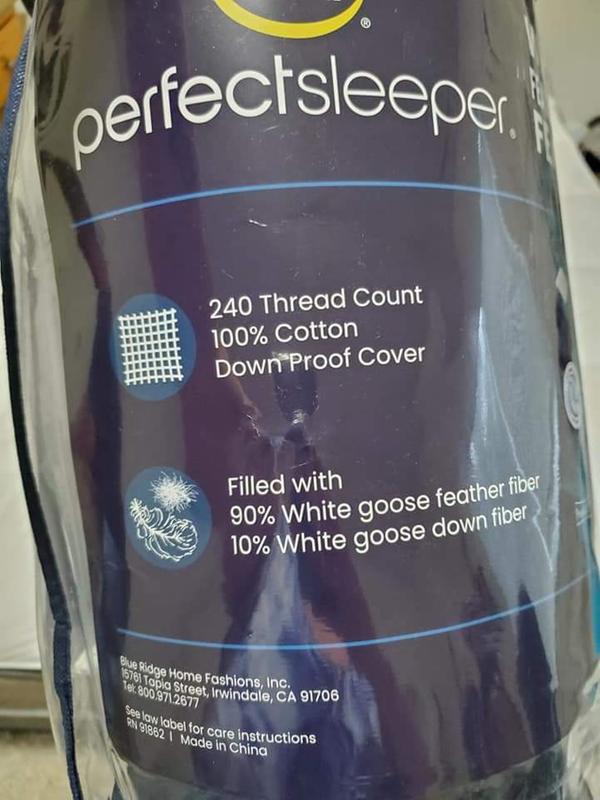 ®
perfectsleeper.
240 Thread Count
100% Cotton
Down Proof Cover
Filled with
90% White goose feather fiber
10% White goose down fiber
Blue Ridge Home Fashions, Inc.
15761 Tapia Street, Irwindale, CA 91706
Tel: 800.971.2677
See law label for care instructions
RN 91862 | Made in China